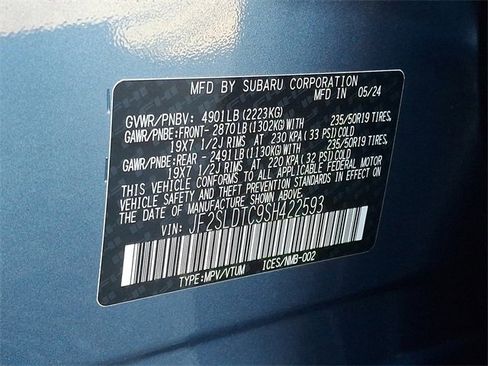 MFD BY SUBARU CORPORATION
MFD IN 05/24
GVWR/PNBV: 4901LB(2223KG)
GAWR/PNBE:FRONT- 2870LB(1302KG)WITH 235/50R19 TIRES,
19X7 1/2J RIMS AT 230 KPA(33 PSI)COLD
GAWR/PNBE:REAR - 2491LB(1130KG)WITH 235/50R19 TIRES,
19X7 1/2J RIMS AT 220 KPA(32 PSI)COLD
THIS VEHICLE CONFORMS TO ALL APPLICABLE FEDERAL MOTOR
VEHICLE SAFETY AND THEFT PREVENTION STANDARDS IN EFFECT ON
THE DATE OF MANUFACTURE SHOWN ABOVE.
VIN: JF2SLDTC9SH422593
TYPE:MPV/VTUM ICES/NMB-002